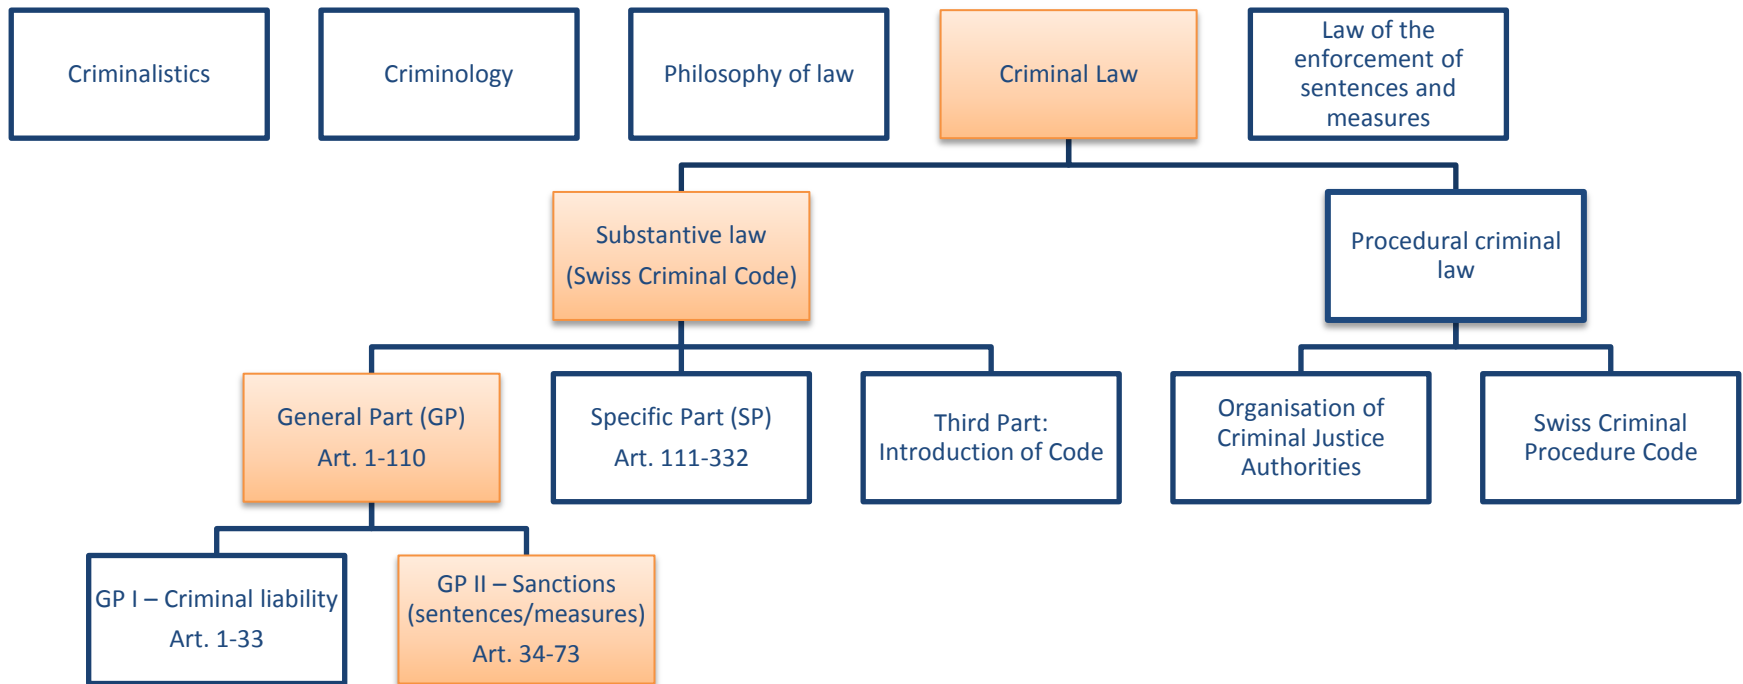 Criminalistics
Criminology
Philosophy of law
Criminal Law
Law of the
enforcement of
sentences and
measures
Substantive law
(Swiss Criminal Code)
Procedural criminal
law
General Part (GP)
Art. 1-110
Specific Part (SP)
Art. 111-332
Third Part:
Introduction of Code
Organisation of
Criminal Justice
Authorities
Swiss Criminal
Procedure Code
GP I – Criminal liability
Art. 1-33
GP II – Sanctions
(sentences/measures)
Art. 34-73